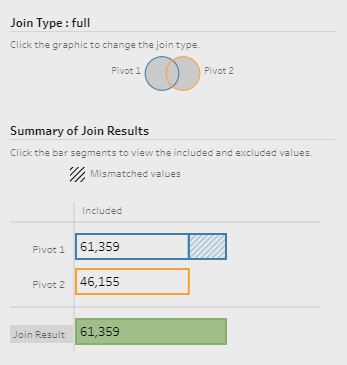 Join Type : full
Click the graphic to change the join type.
Pivot 1
Pivot 2
Summary of Join Results
Click the bar segments to view the included and excluded values.
Mismatched values
Included
Pivot 1
61,359
Pivot 2
46,155
Join Result
61,359